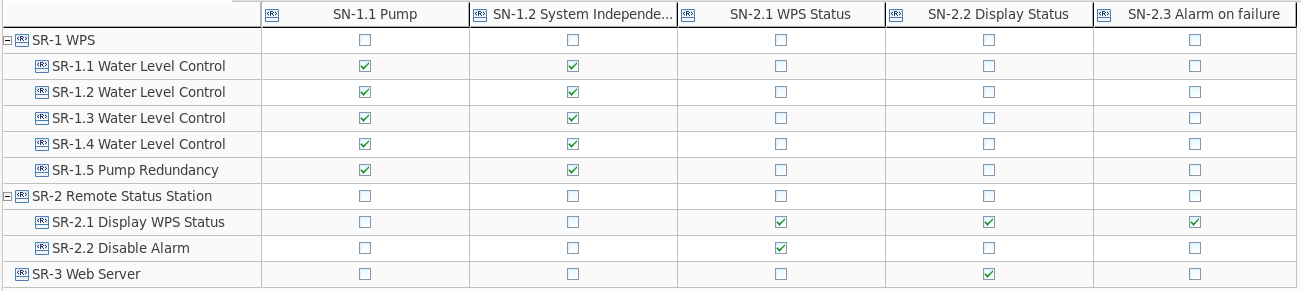 SN-1.1 Pump SN-1.2 System Independe... SN-2.1 WPS Status SN-2.2 Display Status SN-2.3 Alarm on failure
SR-1 WPS
SR-1.1 Water Level Control
SR-1.2 Water Level Control
SR-1.3 Water Level Control
SR-1.4 Water Level Control
SR-1.5 Pump Redundancy
SR-2 Remote Status Station
SR-2.1 Display WPS Status
SR-2.2 Disable Alarm
SR-3 Web Server